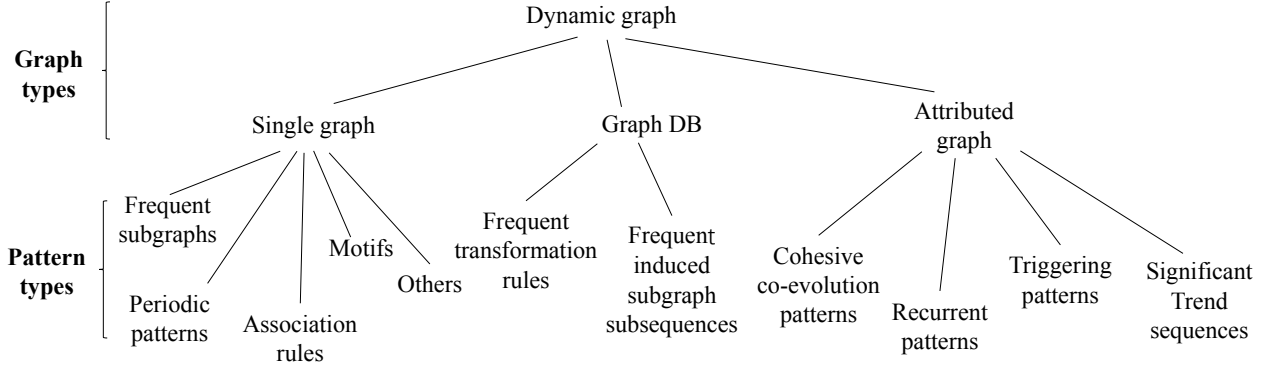 Dynamic graph
Graph
types
Single graph
Graph DB
Attributed
graph
Pattern
types
Frequent
subgraphs
Periodic
patterns
Association
rules
Motifs
Others
Frequent
transformation
rules
Frequent
induced
subgraph
subsequences
Cohesive
co-evolution
patterns
Recurrent
patterns
Triggering
patterns
Significant
Trend
sequences